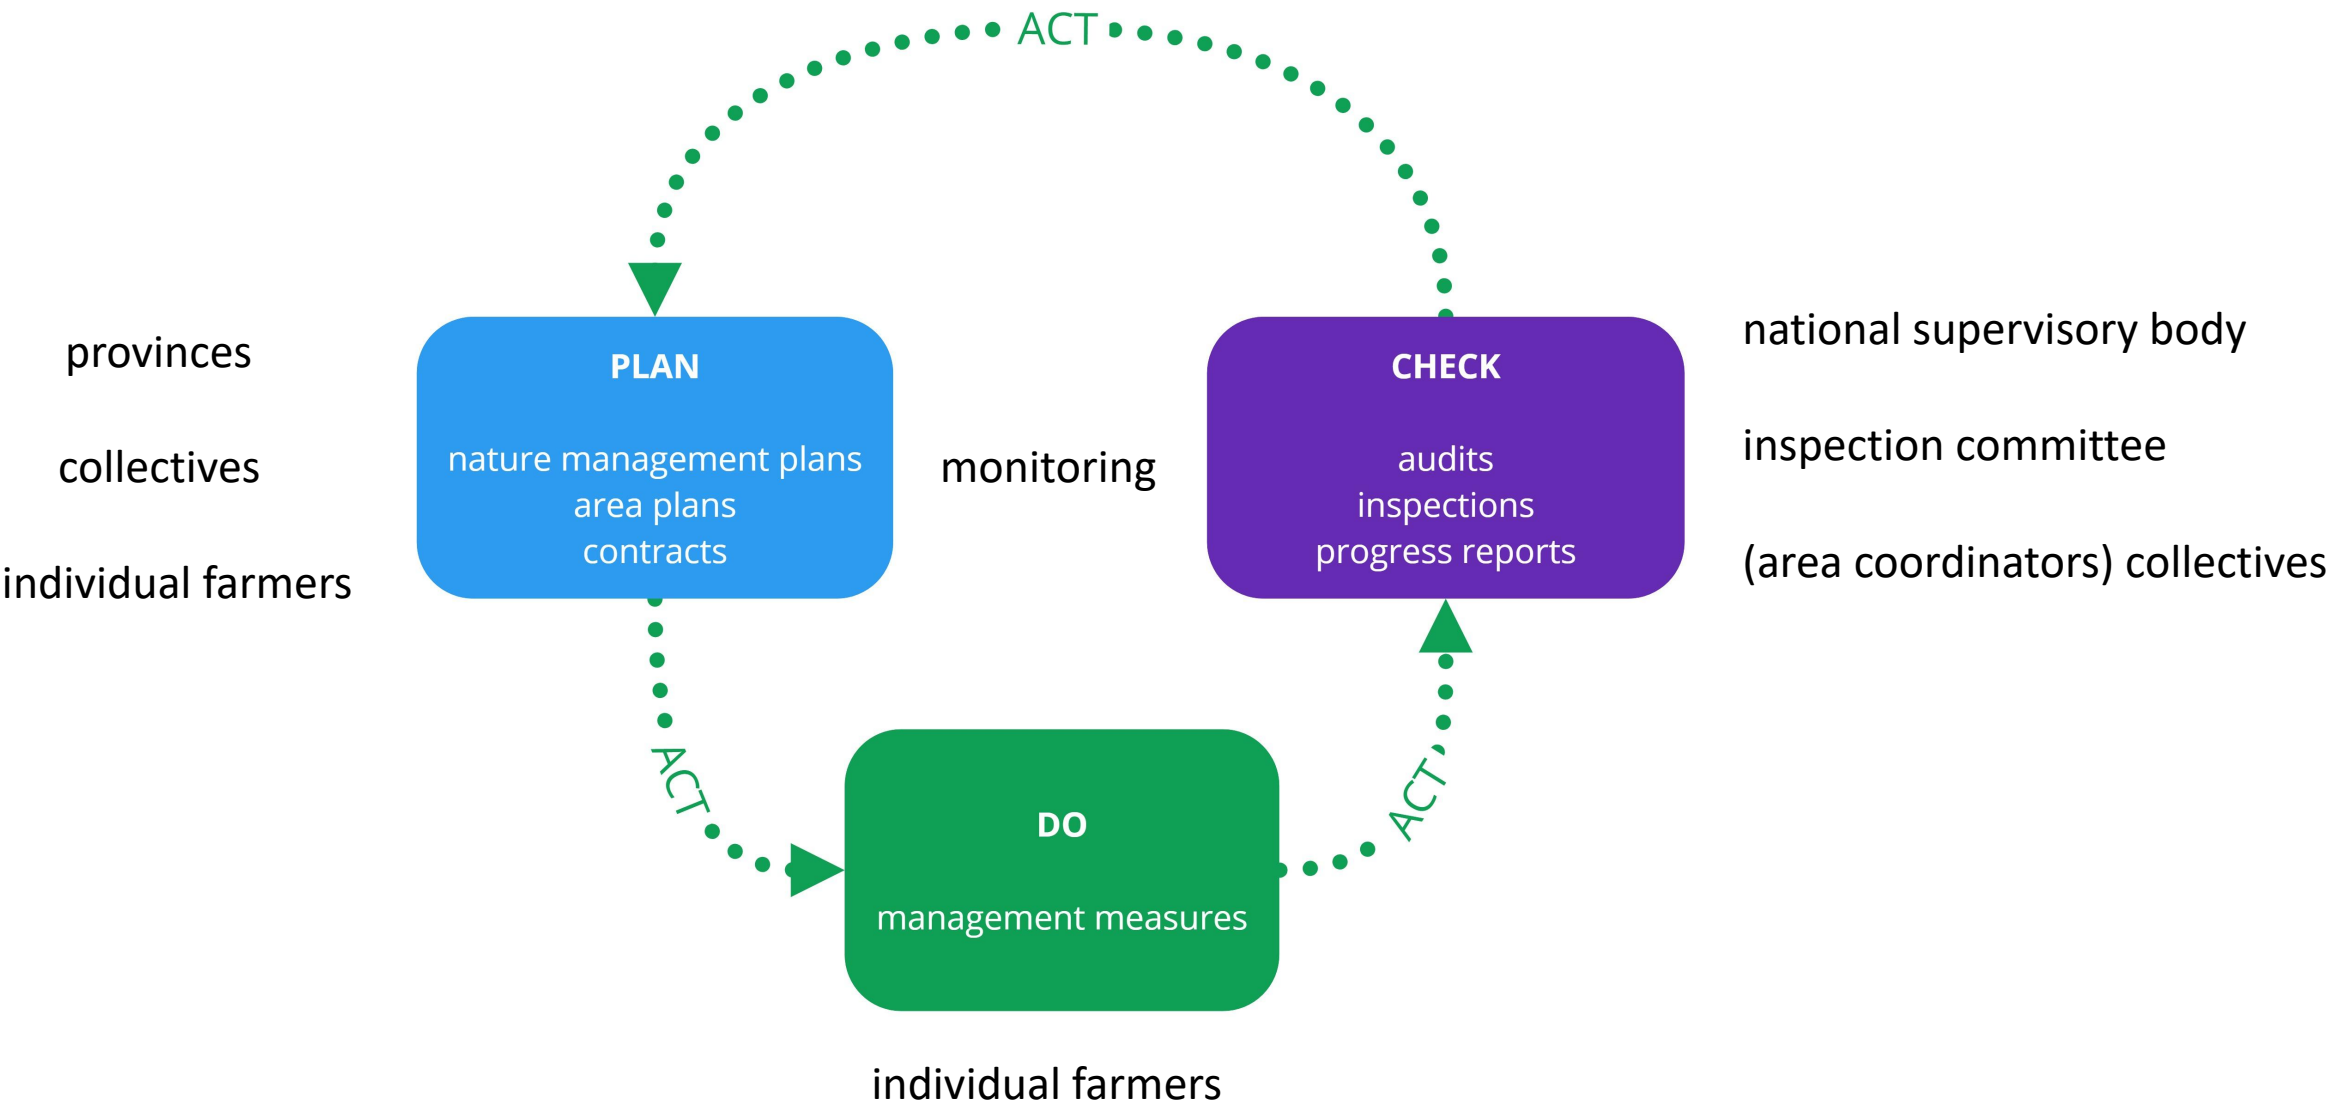 ACT
provinces
collectives
individual farmers
PLAN
nature management plans
area plans
contracts
monitoring
CHECK
audits
inspections
progress reports
national supervisory body
inspection committee
(area coordinators) collectives
ACT
ACT
DO
management measures
individual farmers